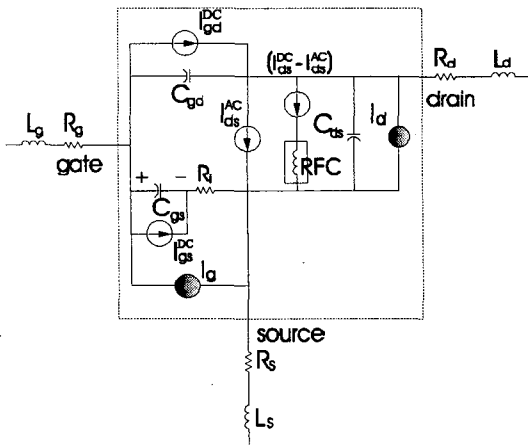 I_gd^DC
(I_ds^DC - I_ds^AC)
R_d
L_d
C_gd
I_ds^AC
C_ds
I_d
drain
L_g
R_g
gate
RFC
+
-
R_i
C_gs
I_gs^DC
I_g
source
R_s
L_s